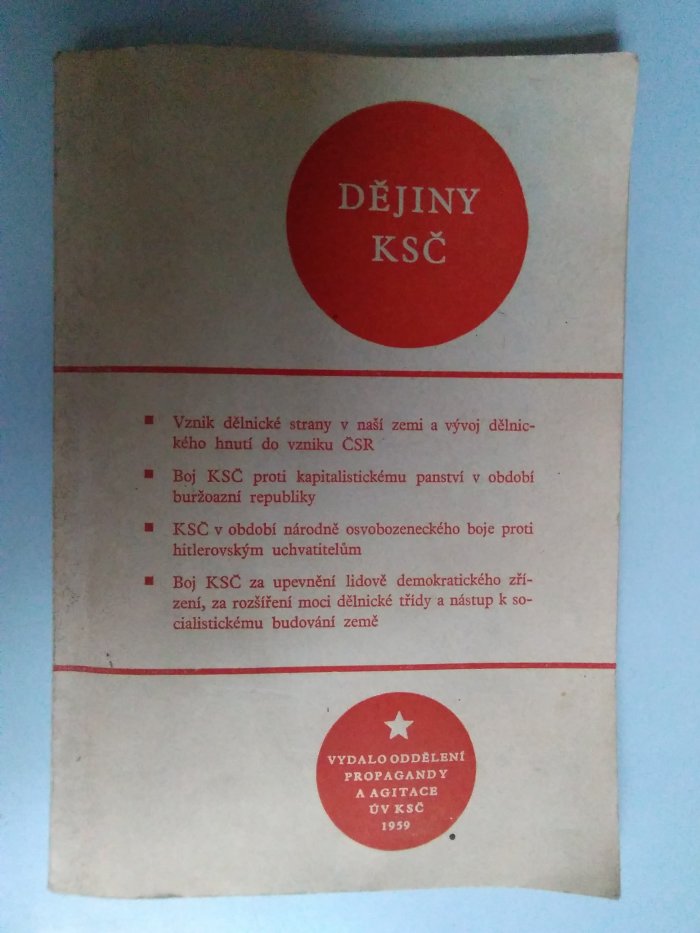 DĚJINY
KSČ
▪ Vznik dělnické strany v naší zemi a vývoj dělnic-
kého hnutí do vzniku ČSR
▪ Boj KSČ proti kapitalistickému panství v období
buržoazní republiky
▪ KSČ v období národně osvobozeneckého boje proti
hitlerovským uchvatitelům
▪ Boj KSČ za upevnění lidově demokratického zří-
zení, za rozšíření moci dělnické třídy a nástup k so-
cialistickému budování země
VYDALO ODDĚLENÍ
PROPAGANDY
A AGITACE
ÚV KSČ
1959